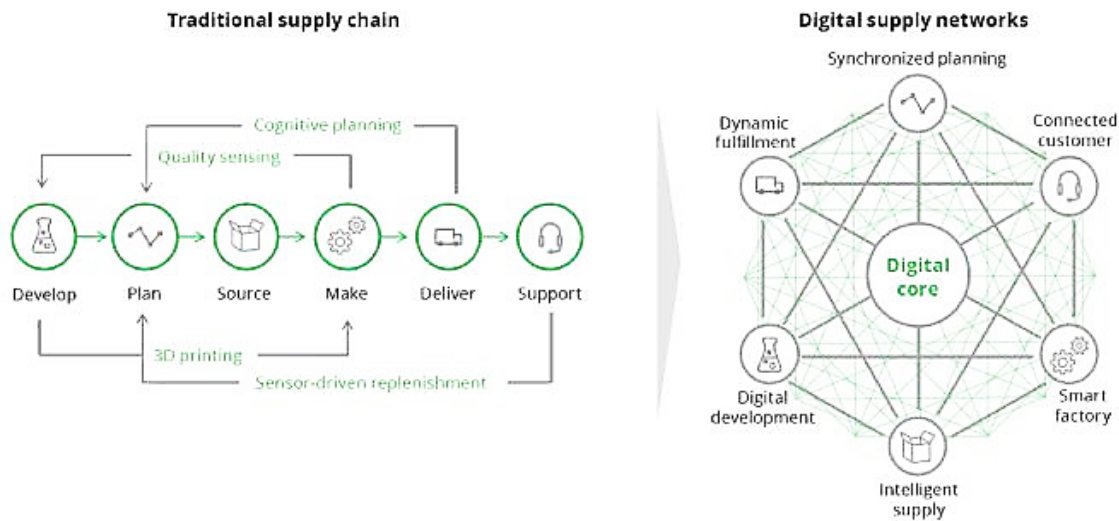 Traditional supply chain
Cognitive planning
Quality sensing
Develop
Plan
Source
Make
Deliver
Support
3D printing
Sensor-driven replenishment
Digital supply networks
Synchronized planning
Dynamic
fulfillment
Connected
customer
Digital
core
Digital
development
Smart
factory
Intelligent
supply